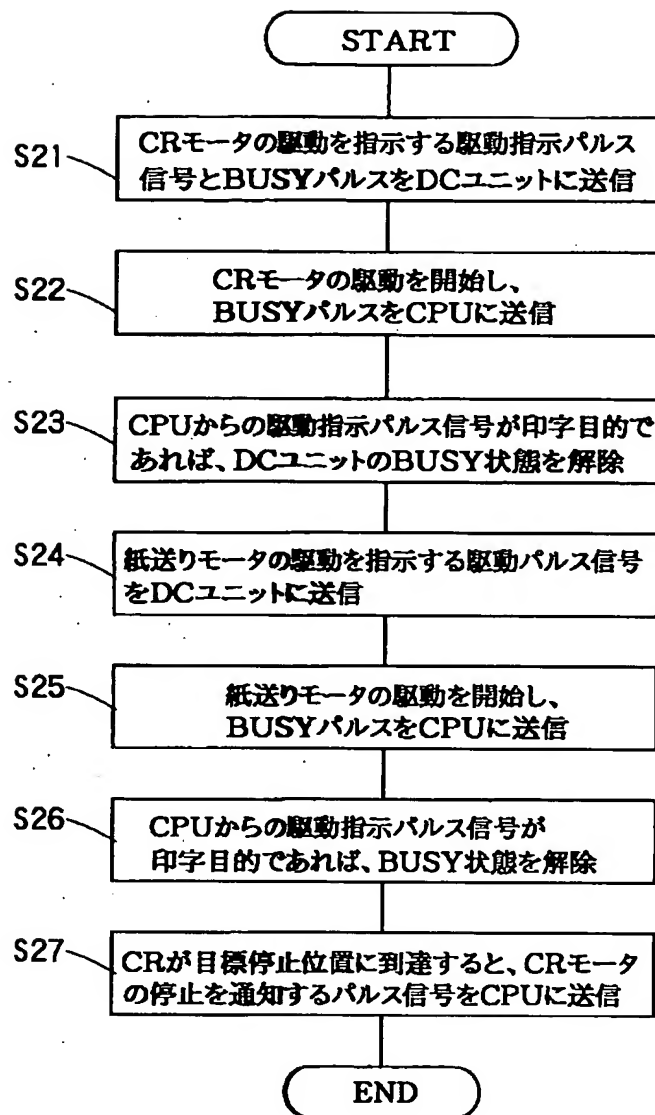 START
S21
CRモータの駆動を指示する駆動指示パルス
信号とBUSYパルスをDCユニットに送信
S22
CRモータの駆動を開始し、
BUSYパルスをCPUに送信
S23
CPUからの駆動指示パルス信号が印字目的で
あれば、DCユニットのBUSY状態を解除
S24
紙送りモータの駆動を指示する駆動パルス信号
をDCユニットに送信
S25
紙送りモータの駆動を開始し、
BUSYパルスをCPUに送信
S26
CPUからの駆動指示パルス信号が
印字目的であれば、BUSY状態を解除
S27
CRが目標停止位置に到達すると、CRモータ
の停止を通知するパルス信号をCPUに送信
END